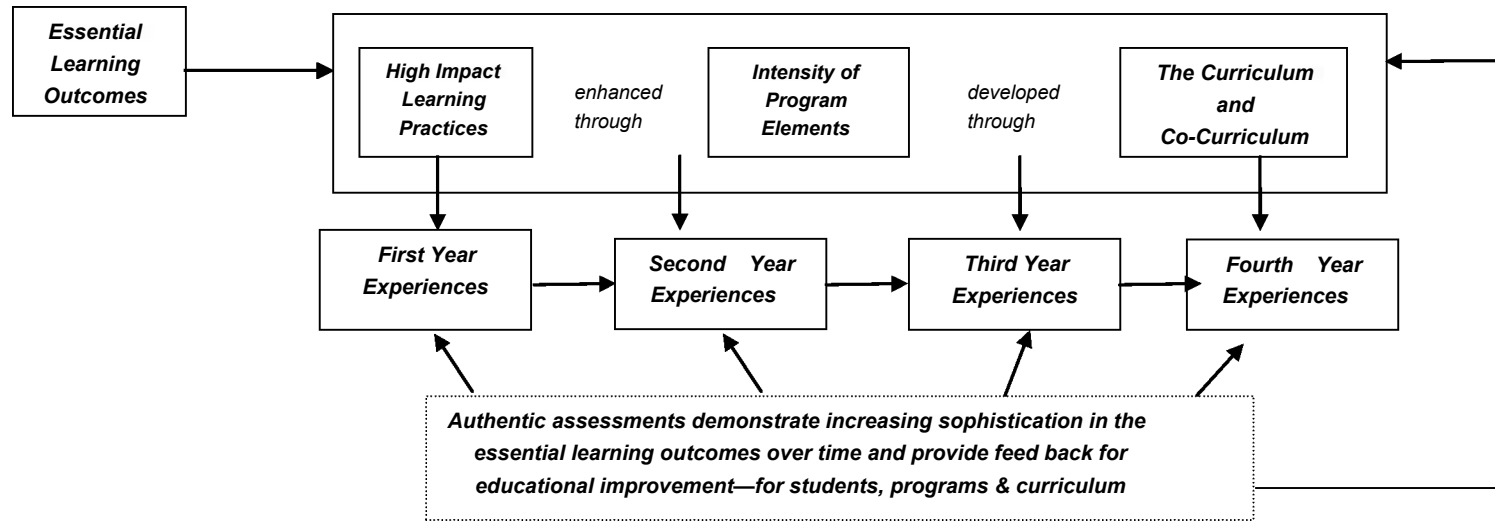 Essential
Learning
Outcomes
High Impact
Learning
Practices
enhanced
through
Intensity of
Program
Elements
developed
through
The Curriculum
and
Co-Curriculum
First Year
Experiences
Second Year
Experiences
Third Year
Experiences
Fourth Year
Experiences
Authentic assessments demonstrate increasing sophistication in the
essential learning outcomes over time and provide feed back for
educational improvement—for students, programs & curriculum